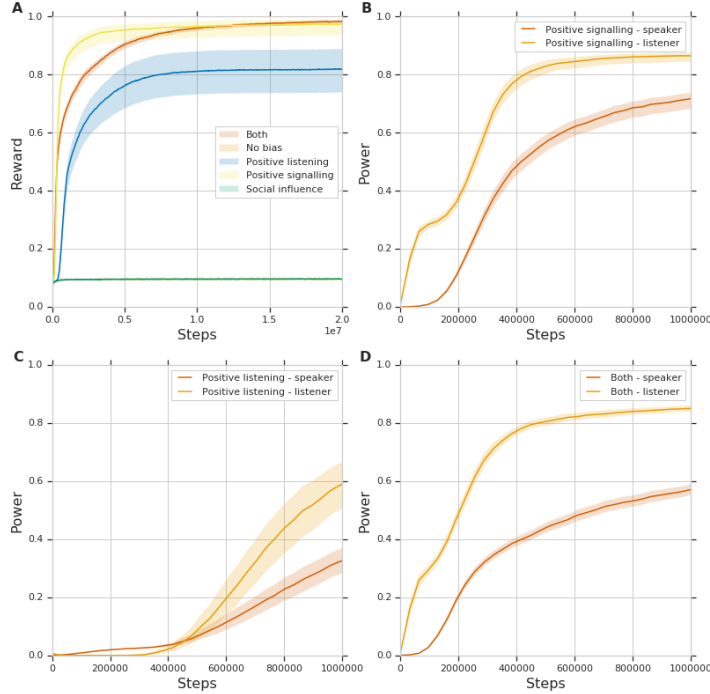 A
1.0
0.8
0.6
0.4
0.2
0.0
Reward
Both
No bias
Positive listening
Positive signalling
Social influence
0.0
0.5
1.0
1.5
2.0
1e7
Steps
B
1.0
0.8
0.6
0.4
0.2
0.0
Power
Positive signalling - speaker
Positive signalling - listener
0
200000
400000
600000
800000
1000000
Steps
C
1.0
0.8
0.6
0.4
0.2
0.0
Power
Positive listening - speaker
Positive listening - listener
0
200000
400000
600000
800000
1000000
Steps
D
1.0
0.8
0.6
0.4
0.2
0.0
Power
Both - speaker
Both - listener
0
200000
400000
600000
800000
1000000
Steps